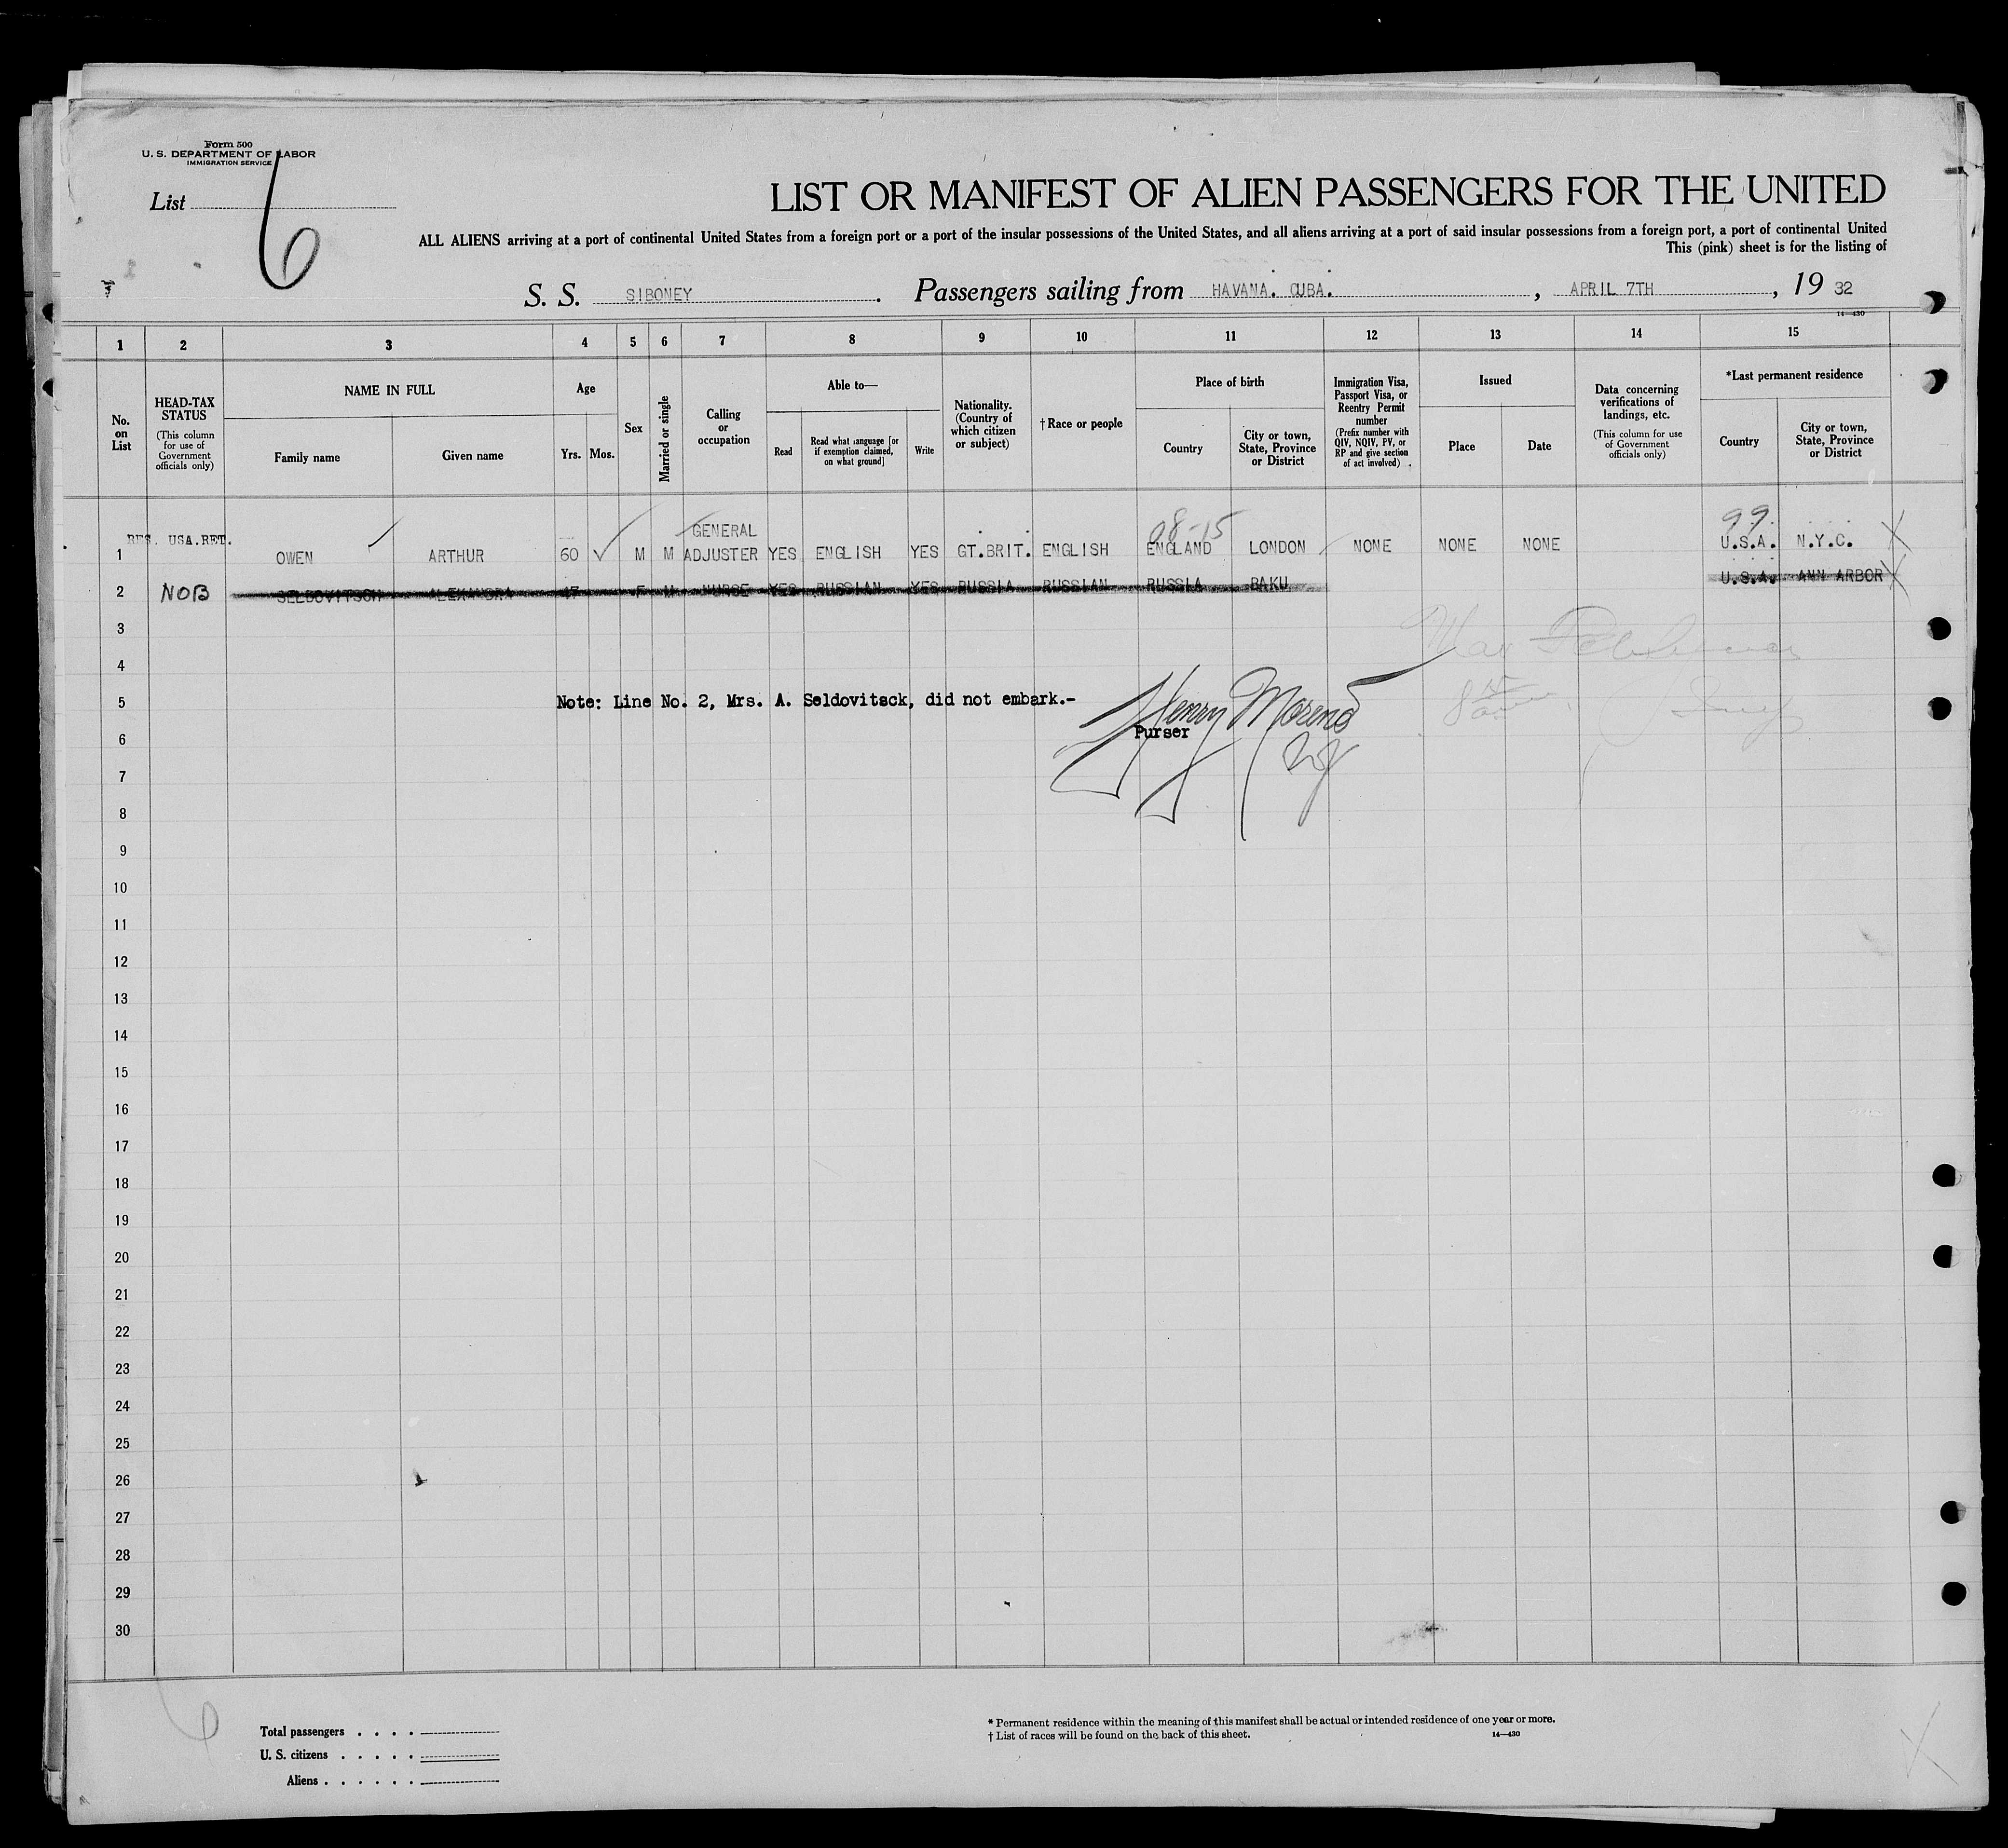 Form 500
U. S. DEPARTMENT OF LABOR
IMMIGRATION SERVICE
List 6
LIST OR MANIFEST OF ALIEN PASSENGERS FOR THE UNITED
ALL ALIENS arriving at a port of continental United States from a foreign port or a port of the insular possessions of the United States, and all aliens arriving at a port of said insular possessions from a foreign port, a port of continental United
This (pink) sheet is for the listing of
S. S. SIBONEY. Passengers sailing from HAVANA. CUBA. , APRIL 7TH , 19 32
14—430
1 2 3 4 5 6 7 8 9 10 11 12 13 14 15
No. on List
HEAD-TAX STATUS
(This column for use of Government officials only)
NAME IN FULL
Family name
Given name
Age
Yrs. Mos.
Sex
Married or single
Calling or occupation
Able to—
Read
Read what language [or if exemption claimed, on what ground]
Write
Nationality. (Country of which citizen or subject)
†Race or people
Place of birth
Country
City or town, State, Province or District
Immigration Visa, Passport Visa, or Reentry Permit number
(Prefix number with QIV, NQIV, PV, or RP and give section of act involved)
Issued
Place
Date
Data concerning verifications of landings, etc.
(This column for use of Government officials only)
*Last permanent residence
Country
City or town, State, Province or District
08-15
99
RES. USA.RET.
GENERAL
1 OWEN ARTHUR 60 M M ADJUSTER YES ENGLISH YES GT.BRIT. ENGLISH ENGLAND LONDON NONE NONE NONE U.S.A. N.Y.C. X
2 NOB SELDOVITSCH ALEXANDRA 47 F M NURSE YES RUSSIAN YES RUSSIA RUSSIAN RUSSIA BAKU U.S.A. ANN ARBOR X
3
4
5 Note: Line No. 2, Mrs. A. Seldovitsck, did not embark.-
Henry Moreno
6 Purser
7
8
9
10
11
12
13
14
15
16
17
18
19
20
21
22
23
24
25
26
27
28
29
30
6
Total passengers . . . .
U. S. citizens . . . . .
Aliens . . . . . .
* Permanent residence within the meaning of this manifest shall be actual or intended residence of one year or more.
† List of races will be found on the back of this sheet.
14—430
X